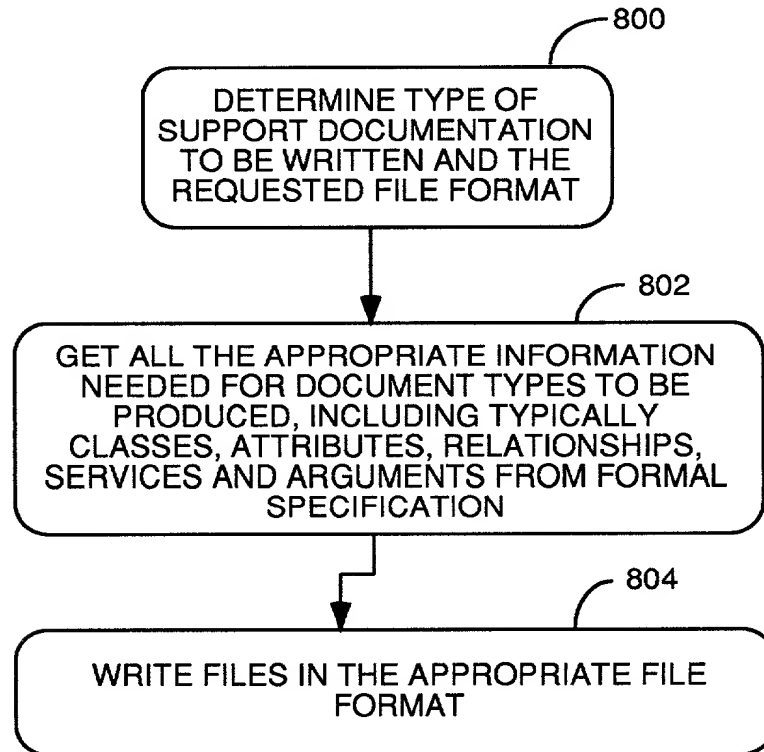 800
DETERMINE TYPE OF
SUPPORT DOCUMENTATION
TO BE WRITTEN AND THE
REQUESTED FILE FORMAT
802
GET ALL THE APPROPRIATE INFORMATION
NEEDED FOR DOCUMENT TYPES TO BE
PRODUCED, INCLUDING TYPICALLY
CLASSES, ATTRIBUTES, RELATIONSHIPS,
SERVICES AND ARGUMENTS FROM FORMAL
SPECIFICATION
804
WRITE FILES IN THE APPROPRIATE FILE
FORMAT